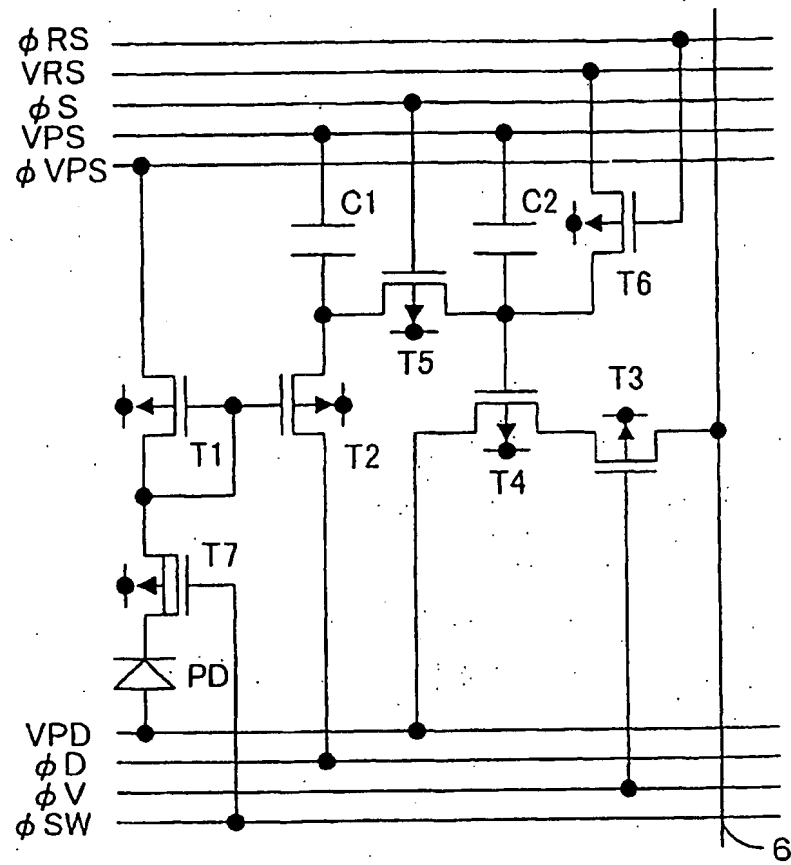 ϕRS
VRS
ϕS
VPS
ϕVPS
C1
C2
T6
T5
T3
T1
T2
T4
T7
PD
VPD
ϕD
ϕV
ϕSW
6